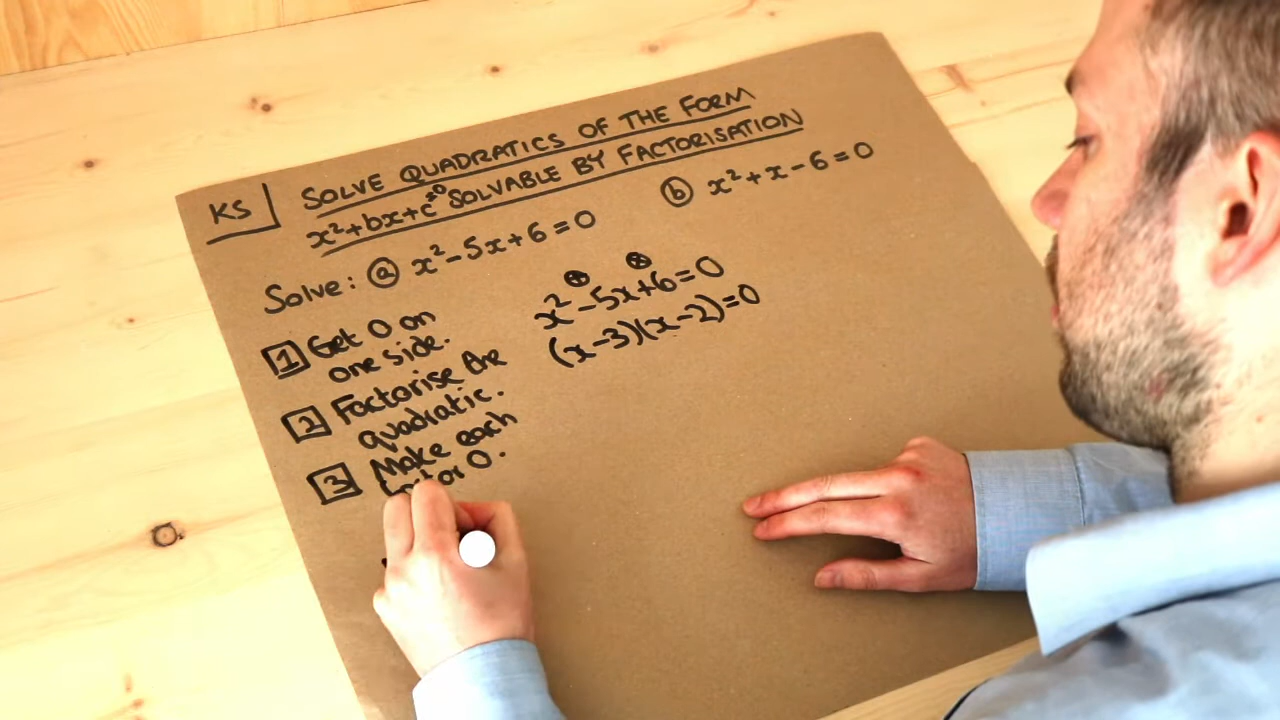 KS
SOLVE QUADRATICS OF THE FORM
x²+bx+c=0 SOLVABLE BY FACTORISATION
Solve: ⓐ x²-5x+6=0
ⓑ x²+x-6=0
1 Get 0 on
one side.
2 Factorise the
quadratic.
3 Make each
factor 0.
⊕ ⊗
x²-5x+6=0
(x-3)(x-2)=0